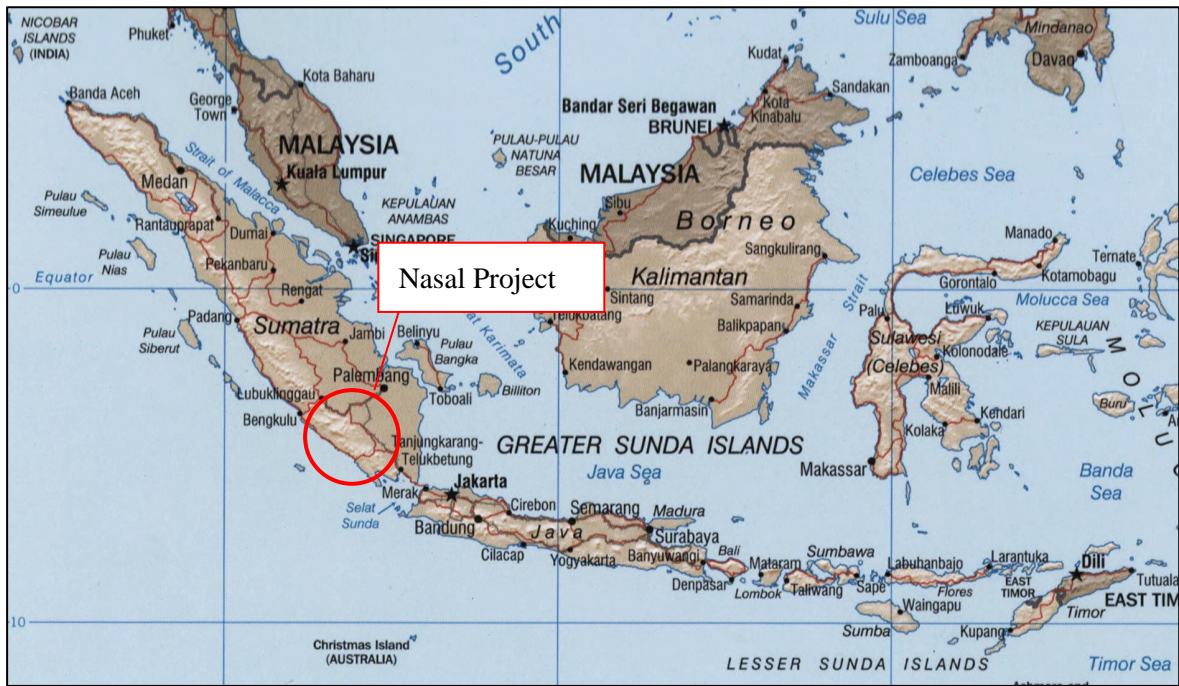 NICOBAR
ISLANDS
(INDIA)
Phuket
Kota Baharu
George
Town
Banda Aceh
MALAYSIA
Kuala Lumpur
Strait of Malacca
Medan
Pulau
Simeulue
Rantauprapat
Dumai
KEPULAUAN
ANAMBAS
SINGAPORE
Pulau
Nias
Pekanbaru
Equator
0
Rengat
Padang
Sumatra
Pulau
Siberut
Jambi
Belinyu
Pulau
Bangka
Palembang
Lubuklinggau
Toboali
Billiton
Bengkulu
Tanjungkarang-
Telukbetung
Nasal Project
South
PULAU-PULAU
NATUNA
BESAR
Sulu Sea
Mindanao
Kudat
Zamboanga
Davao
Sandakan
Bandar Seri Begawan
BRUNEI
Kota
Kinabalu
MALAYSIA
Celebes Sea
Sibu
Kuching
Borneo
Sangkulirang
Manado
Ternate
Kalimantan
Kotamobagu
Gorontalo
Sintang
Samarinda
Molucca Sea
Telukbatang
Makassar Strait
Palu
Luwuk
Balikpapan
KEPULAUAN
SULA
Sulawesi
(Celebes)
Kolonodale
Kendawangan
Palangkaraya
Malili
Banjarmasin
Buru
Kendari
Kolaka
GREATER SUNDA ISLANDS
Makassar
Java Sea
Banda
Sea
Merak
Jakarta
Selat
Sunda
Cirebon
Semarang
Madura
Bandung
Java
Surabaya
Cilacap
Yogyakarta
Banyuwangi
Bali
Denpasar
Mataram
Lombok
Sumbawa
Taliwang
Sape
Labuhanbajo
Larantuka
Flores
EAST
TIMOR
Dili
Tutuala
EAST TIM
Timor
Waingapu
Sumba
Kupang
10
Christmas Island
(AUSTRALIA)
LESSER SUNDA ISLANDS
Timor Sea